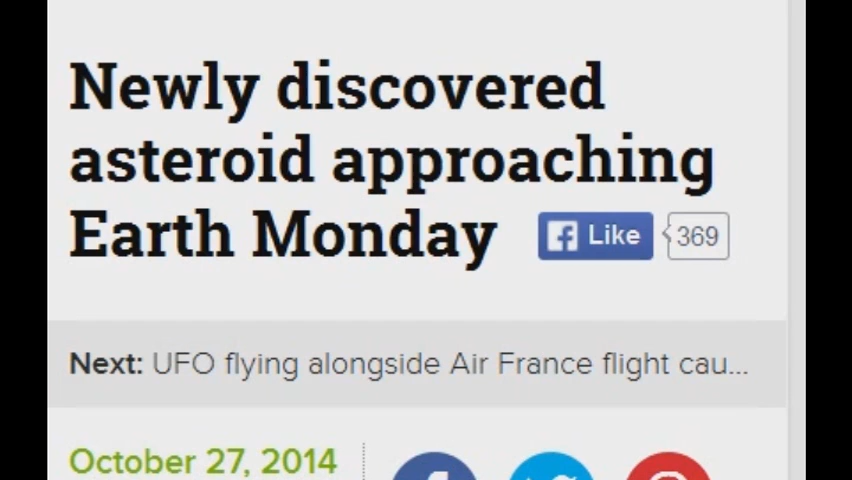 Newly discovered
asteroid approaching
Earth Monday
Like 369
Next: UFO flying alongside Air France flight cau...
October 27, 2014